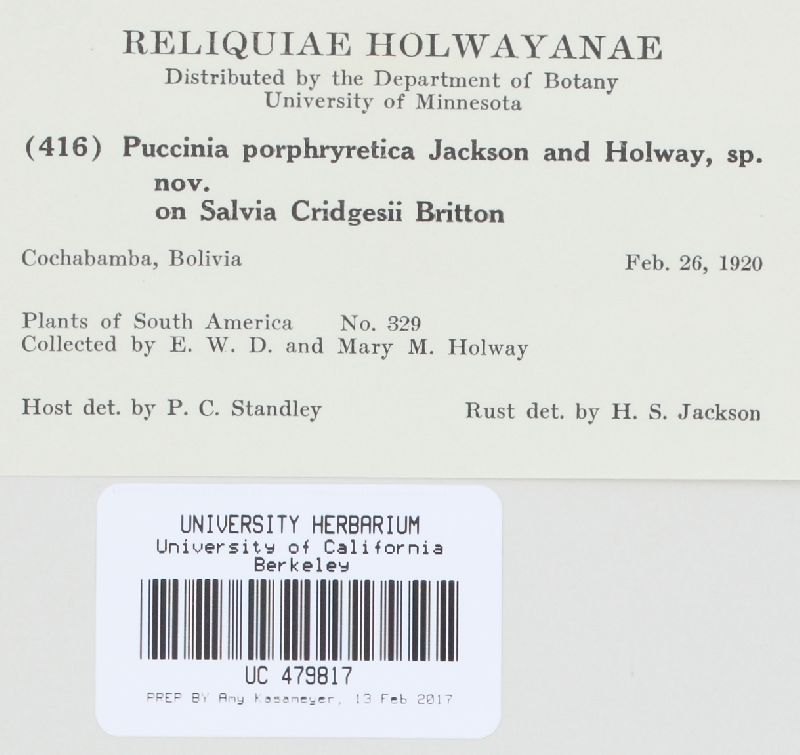 RELIQUIAE HOLWAYANAE
Distributed by the Department of Botany
University of Minnesota
(416) Puccinia porphryretica Jackson and Holway, sp.
nov.
on Salvia Cridgesii Britton
Cochabamba, Bolivia Feb. 26, 1920
Plants of South America No. 329
Collected by E. W. D. and Mary M. Holway
Host det. by P. C. Standley Rust det. by H. S. Jackson
UNIVERSITY HERBARIUM
University of California
Berkeley
UC 479817
PREP BY Amy Kasameyer, 13 Feb 2017